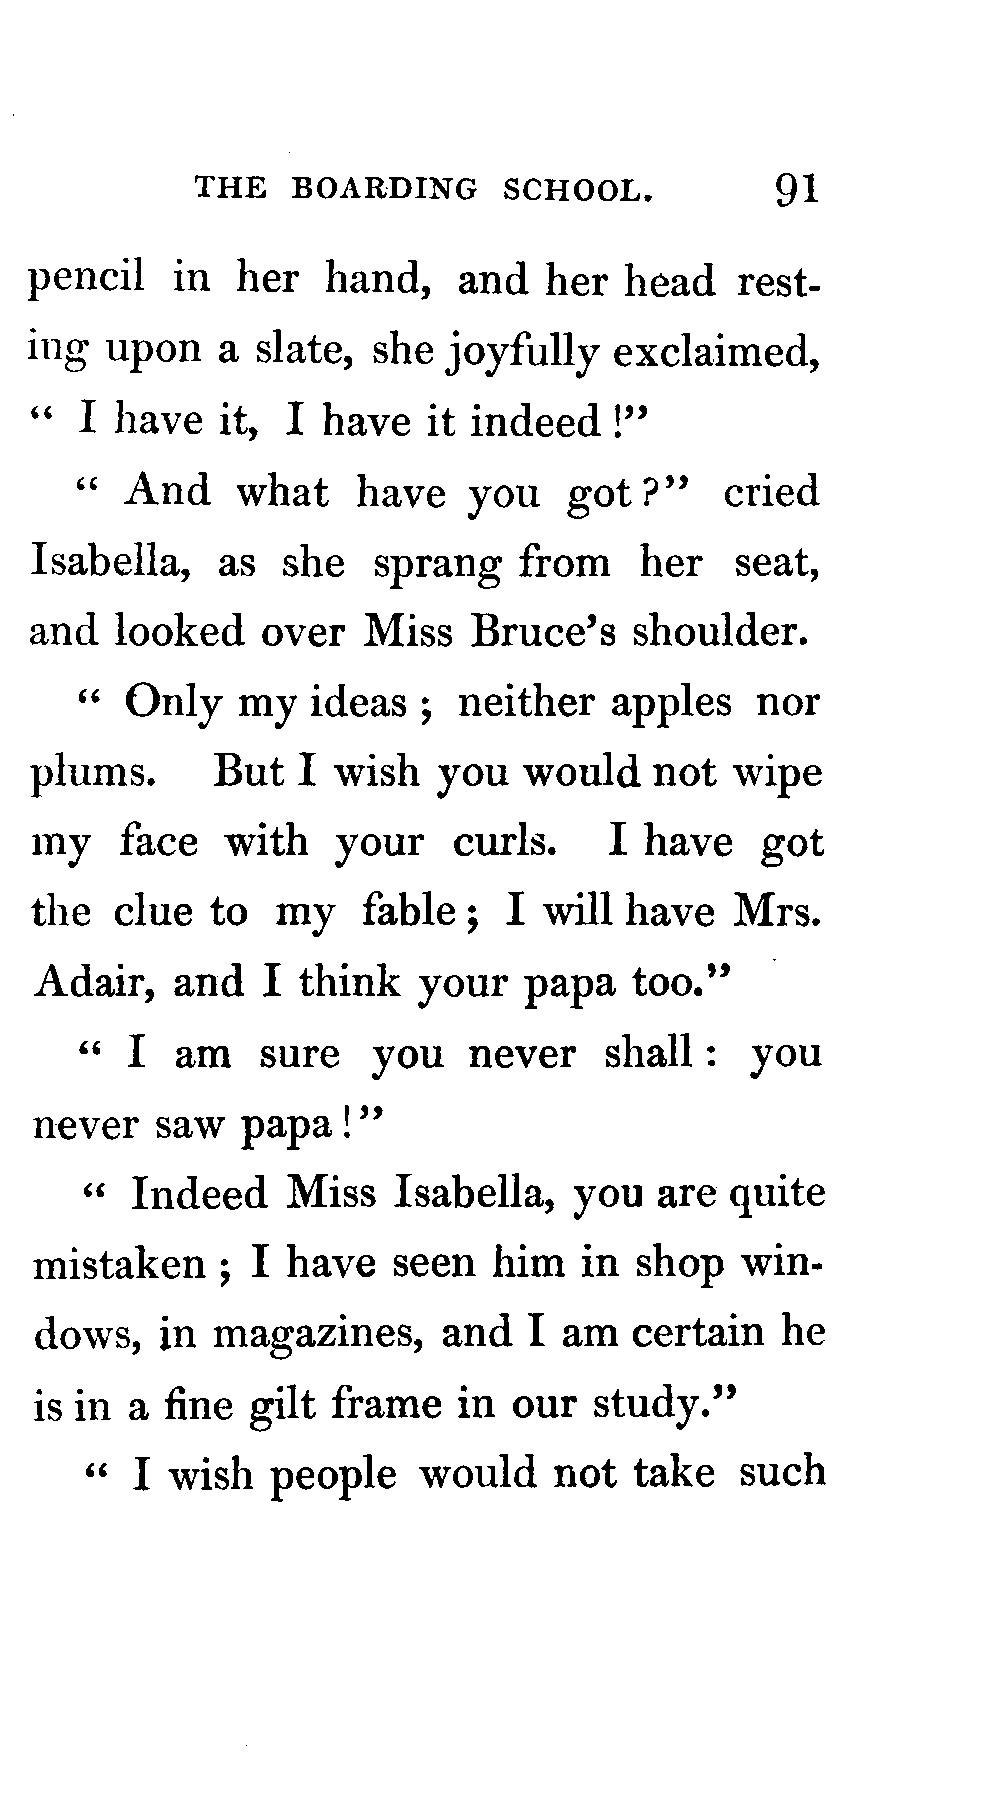 THE BOARDING SCHOOL. 91
pencil in her hand, and her head rest-
ing upon a slate, she joyfully exclaimed,
“ I have it, I have it indeed !”
“ And what have you got ?” cried
Isabella, as she sprang from her seat,
and looked over Miss Bruce’s shoulder.
“ Only my ideas ; neither apples nor
plums. But I wish you would not wipe
my face with your curls. I have got
the clue to my fable ; I will have Mrs.
Adair, and I think your papa too.”
“ I am sure you never shall : you
never saw papa !”
“ Indeed Miss Isabella, you are quite
mistaken ; I have seen him in shop win-
dows, in magazines, and I am certain he
is in a fine gilt frame in our study.”
“ I wish people would not take such